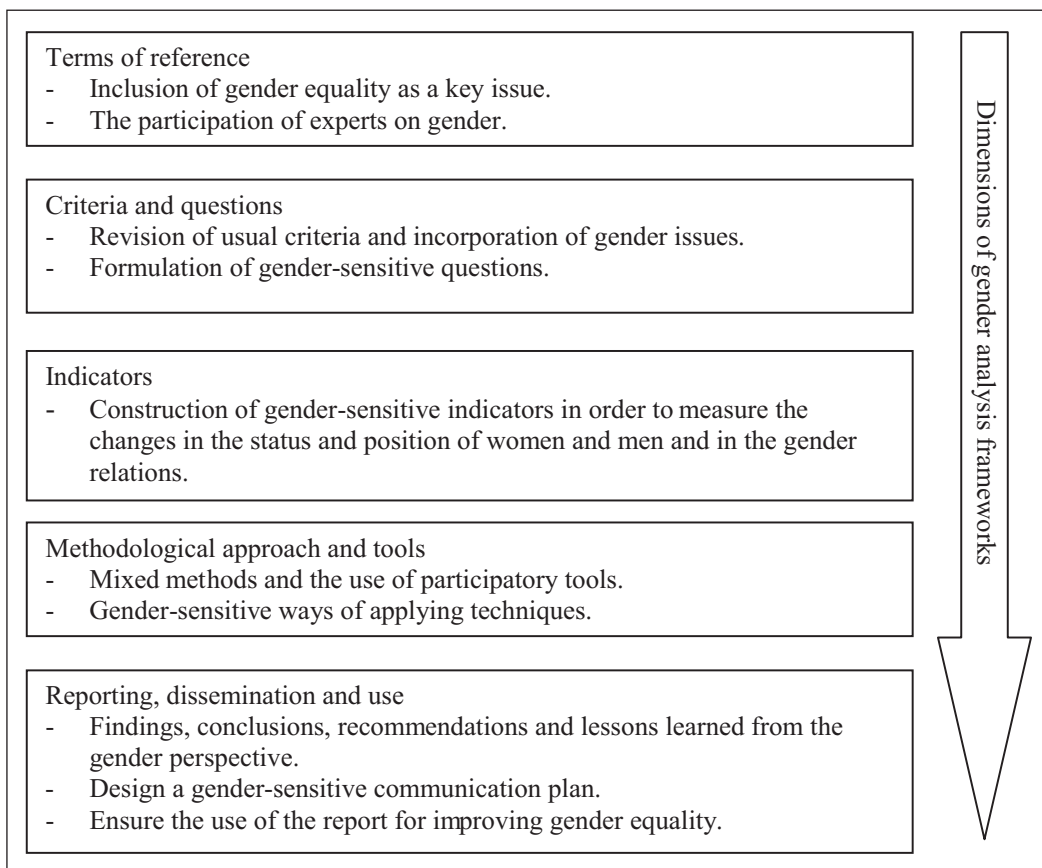 Terms of reference
- Inclusion of gender equality as a key issue.
- The participation of experts on gender.
Criteria and questions
- Revision of usual criteria and incorporation of gender issues.
- Formulation of gender-sensitive questions.
Indicators
- Construction of gender-sensitive indicators in order to measure the
changes in the status and position of women and men and in the gender
relations.
Methodological approach and tools
- Mixed methods and the use of participatory tools.
- Gender-sensitive ways of applying techniques.
Reporting, dissemination and use
- Findings, conclusions, recommendations and lessons learned from the
gender perspective.
- Design a gender-sensitive communication plan.
- Ensure the use of the report for improving gender equality.
Dimensions of gender analysis frameworks